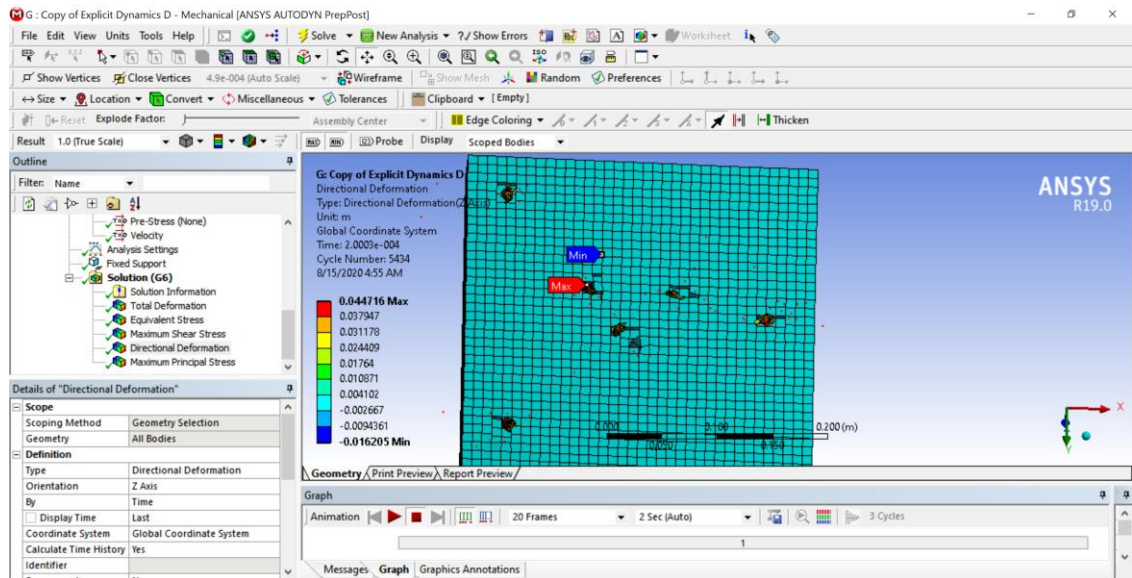 G : Copy of Explicit Dynamics D - Mechanical [ANSYS AUTODYN PrepPost]
File Edit View Units Tools Help Solve New Analysis ?/ Show Errors Worksheet
Show Vertices Close Vertices 4.9e-004 (Auto Scale) Wireframe Show Mesh Random Preferences
Size Location Convert Miscellaneous Tolerances Clipboard [Empty]
Reset Explode Factor: Assembly Center Edge Coloring Thicken
Result 1.0 (True Scale) MAX MIN Probe Display Scoped Bodies
Outline
Filter: Name
Pre-Stress (None)
Velocity
Analysis Settings
Fixed Support
Solution (G6)
Solution Information
Total Deformation
Equivalent Stress
Maximum Shear Stress
Directional Deformation
Maximum Principal Stress
Details of "Directional Deformation"
Scope
Scoping Method Geometry Selection
Geometry All Bodies
Definition
Type Directional Deformation
Orientation Z Axis
By Time
Display Time Last
Coordinate System Global Coordinate System
Calculate Time History Yes
Identifier
G: Copy of Explicit Dynamics D
Directional Deformation
Type: Directional Deformation(Z Axis)
Unit: m
Global Coordinate System
Time: 2.0003e-004
Cycle Number: 5434
8/15/2020 4:55 AM
0.044716 Max
0.037947
0.031178
0.024409
0.01764
0.010871
0.004102
-0.002667
-0.0094361
-0.016205 Min
Min
Max
ANSYS
R19.0
0.000 0.100 0.200 (m)
0.050 0.150
X
Y
Geometry Print Preview Report Preview
Graph
Animation 20 Frames 2 Sec (Auto) 3 Cycles
1
Messages Graph Graphics Annotations